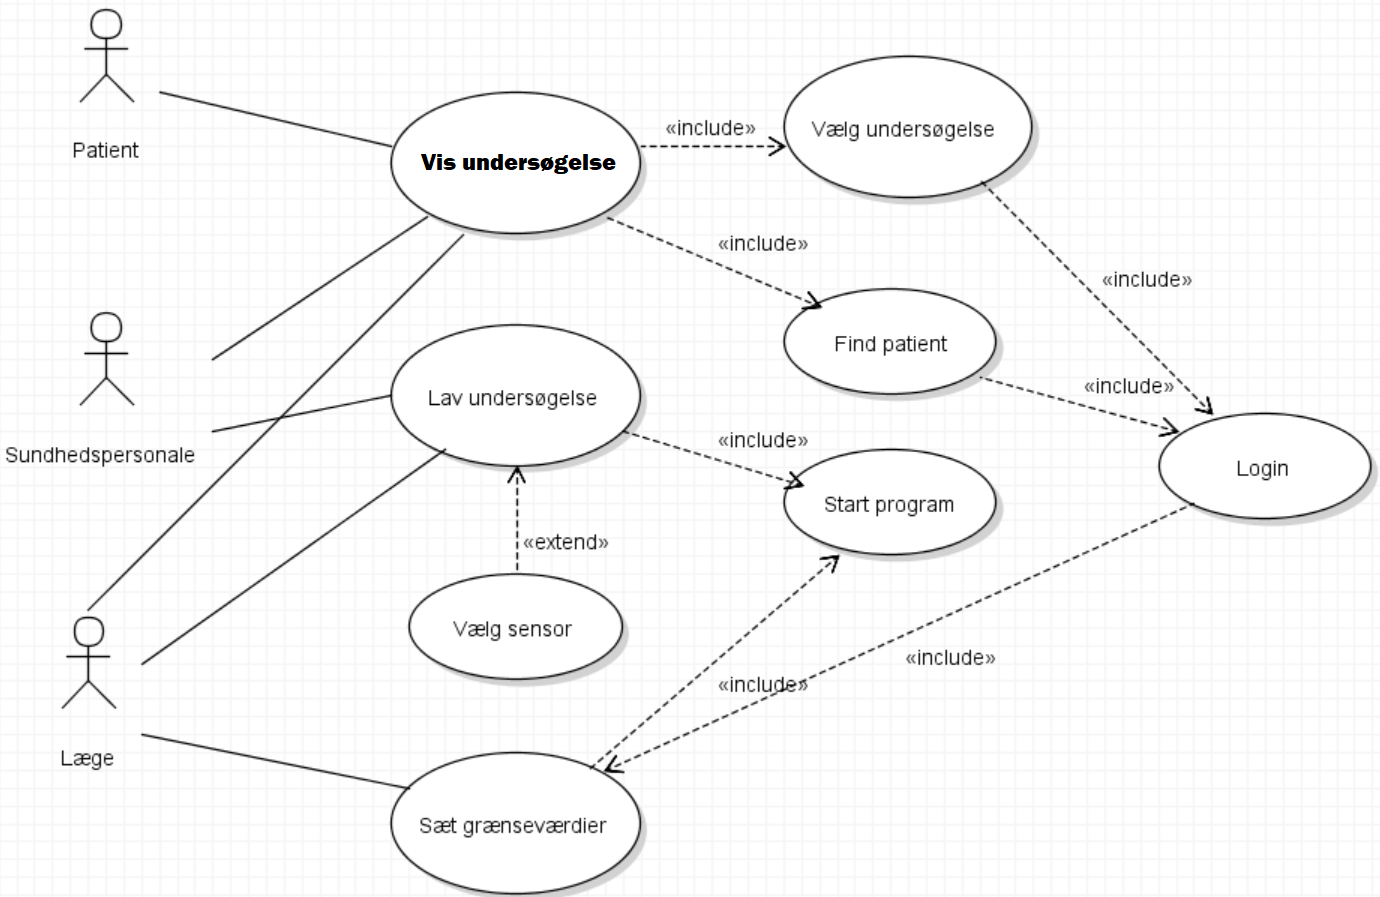 Patient
Vis undersøgelse
«include»
Vælg undersøgelse
«include»
«include»
Sundhedspersonale
Lav undersøgelse
Find patient
«include»
«include»
Start program
Login
«extend»
Vælg sensor
«include»
«include»
Læge
Sæt grænseværdier